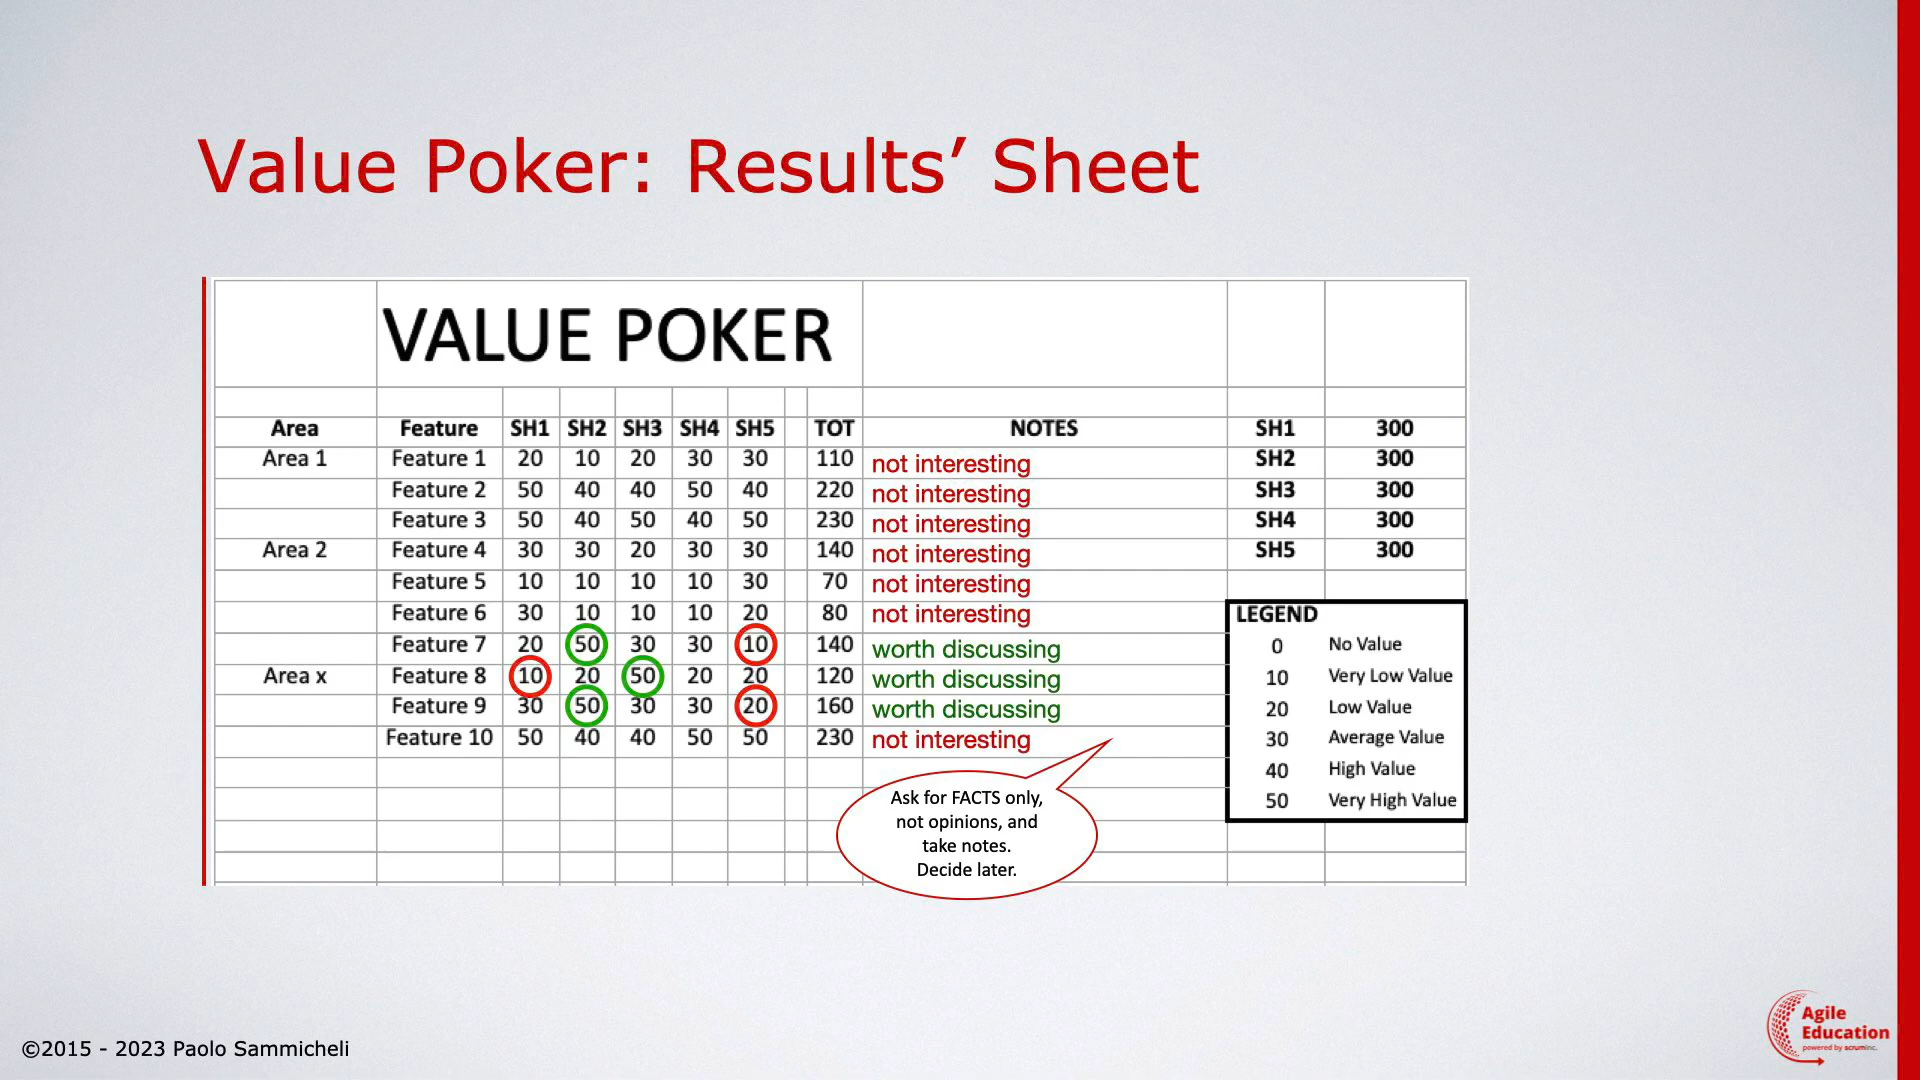 Value Poker: Results’ Sheet
VALUE POKER
Area Feature SH1 SH2 SH3 SH4 SH5 TOT NOTES SH1 300
Area 1 Feature 1 20 10 20 30 30 110 not interesting SH2 300
Feature 2 50 40 40 50 40 220 not interesting SH3 300
Feature 3 50 40 50 40 50 230 not interesting SH4 300
Area 2 Feature 4 30 30 20 30 30 140 not interesting SH5 300
Feature 5 10 10 10 10 30 70 not interesting
Feature 6 30 10 10 10 20 80 not interesting
Feature 7 20 50 30 30 10 140 worth discussing
Area x Feature 8 10 20 50 20 20 120 worth discussing
Feature 9 30 50 30 30 20 160 worth discussing
Feature 10 50 40 40 50 50 230 not interesting
LEGEND
0 No Value
10 Very Low Value
20 Low Value
30 Average Value
40 High Value
50 Very High Value
Ask for FACTS only,
not opinions, and
take notes.
Decide later.
©2015 - 2023 Paolo Sammicheli
Agile
Education
powered by scruminc.